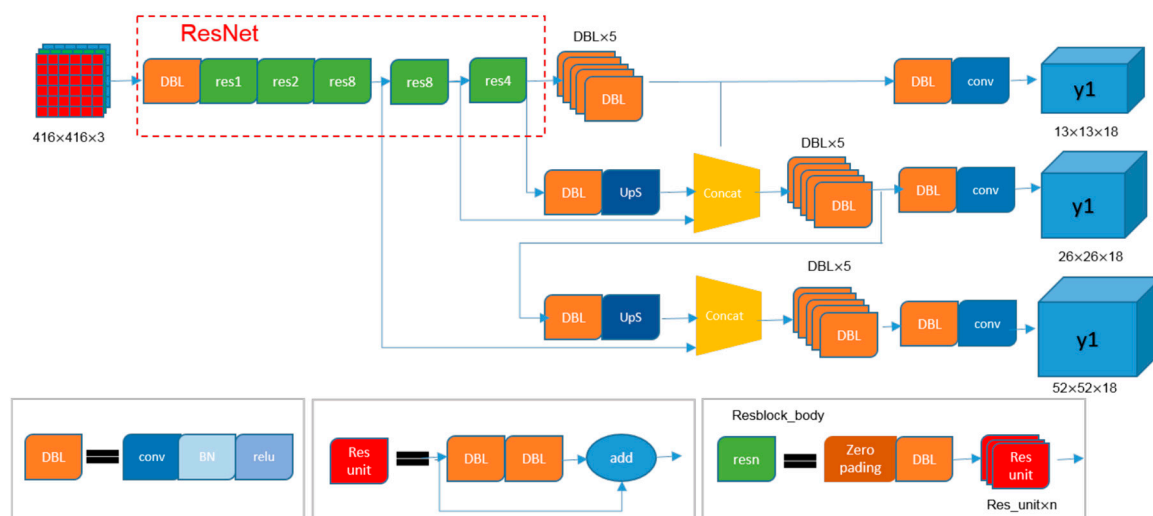 ResNet
DBL×5
DBL
res1
res2
res8
res8
res4
DBL
DBL
conv
y1
416×416×3
13×13×18
DBL×5
DBL
UpS
Concat
DBL
DBL
conv
y1
26×26×18
DBL×5
DBL
UpS
Concat
DBL
DBL
conv
y1
52×52×18
DBL
conv
BN
relu
Res
unit
DBL
DBL
add
Resblock_body
resn
Zero
pading
DBL
Res
unit
Res_unit×n